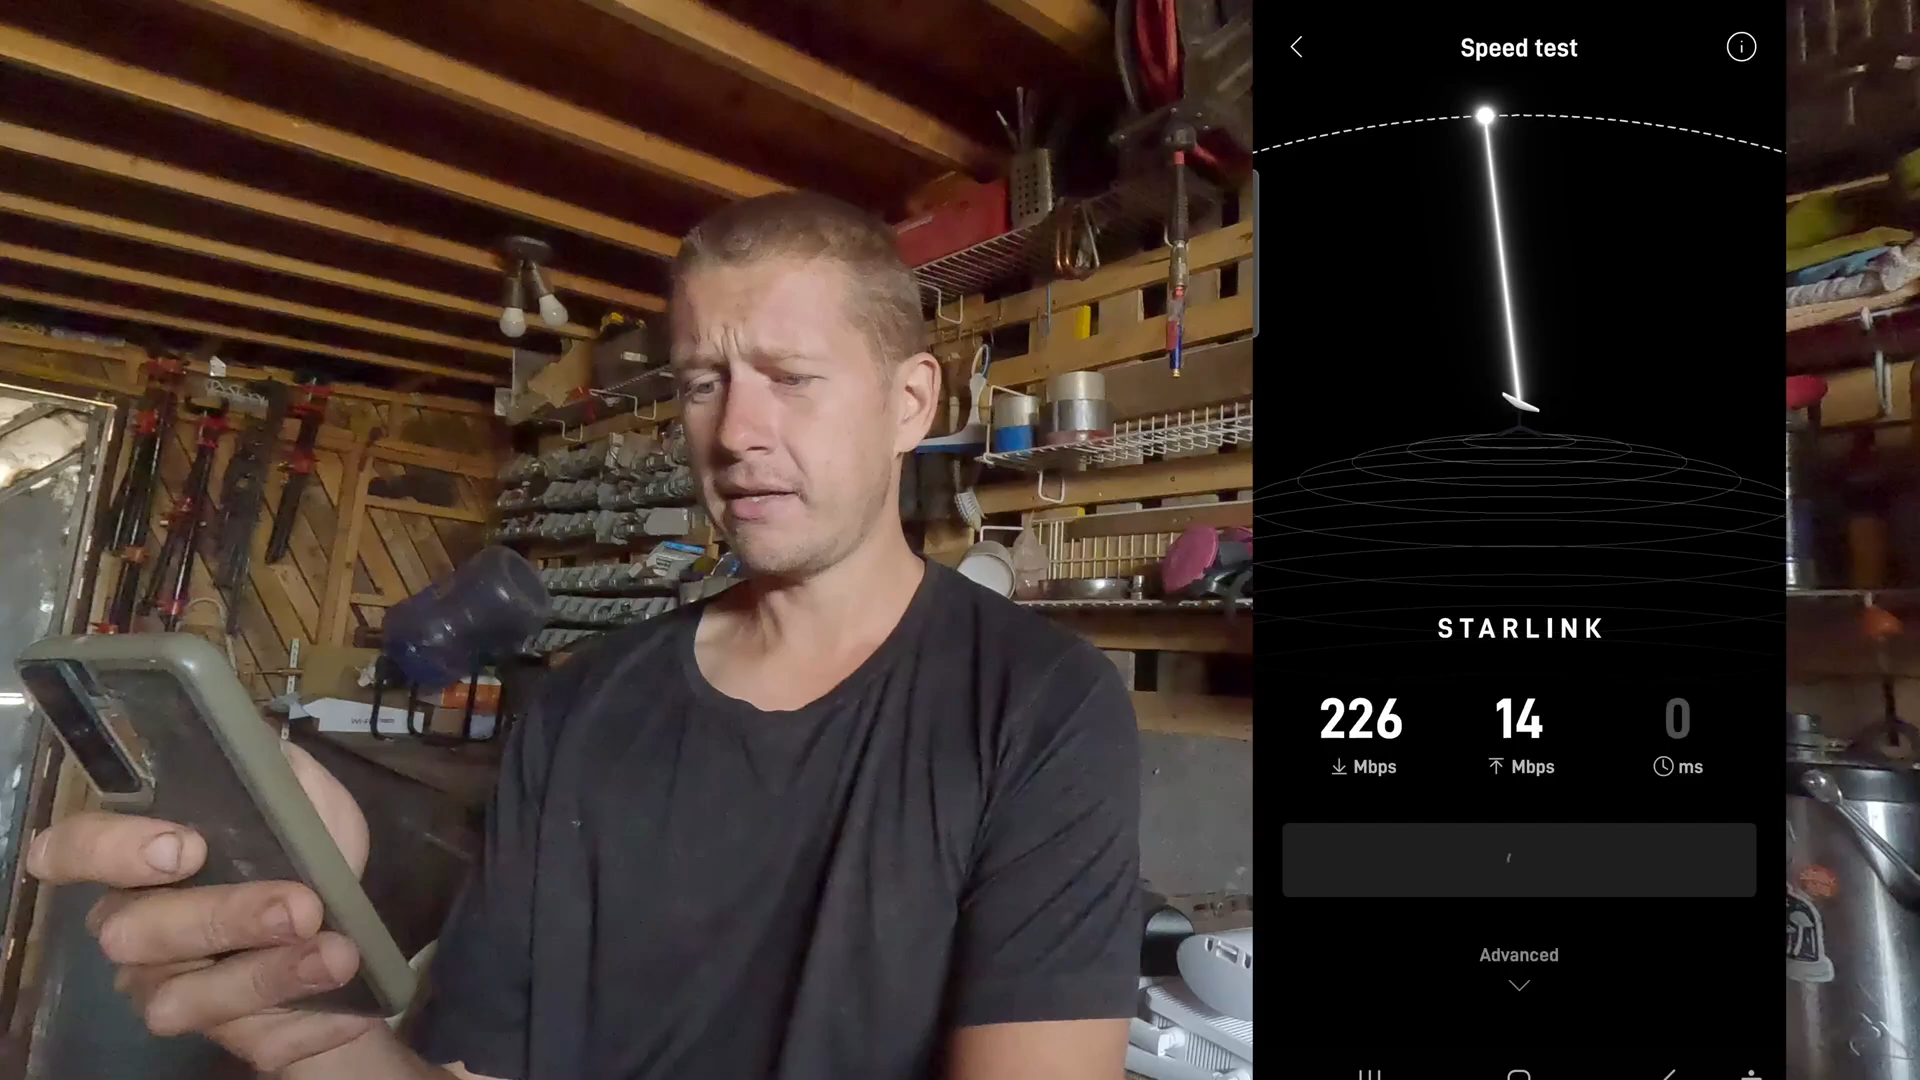 Speed test
STARLINK
226 14 0
Mbps Mbps ms
Advanced